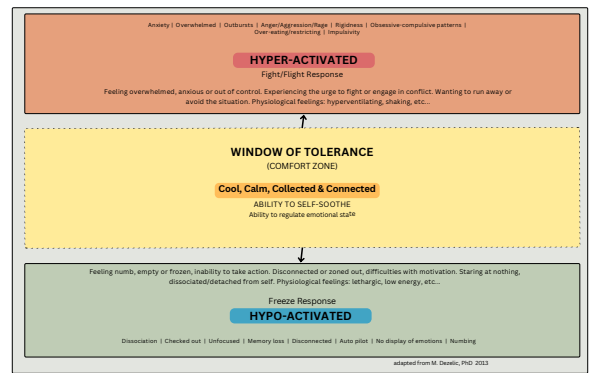 Anxiety | Overwhelmed | Outbursts | Anger/Aggression/Rage | Rigidness | Obsessive-compulsive patterns |
Over-eating/restricting | Impulsivity
HYPER-ACTIVATED
Fight/Flight Response
Feeling overwhelmed, anxious or out of control. Experiencing the urge to fight or engage in conflict. Wanting to run away or
avoid the situation. Physiological feelings: hyperventilating, shaking, etc...
WINDOW OF TOLERANCE
(COMFORT ZONE)
Cool, Calm, Collected & Connected
ABILITY TO SELF-SOOTHE
Ability to regulate emotional state
Feeling numb, empty or frozen, inability to take action. Disconnected or zoned out, difficulties with motivation. Staring at nothing,
dissociated/detached from self. Physiological feelings: lethargic, low energy, etc...
Freeze Response
HYPO-ACTIVATED
Dissociation | Checked out | Unfocused | Memory loss | Disconnected | Auto pilot | No display of emotions | Numbing
adapted from M. Dezelic, PhD 2013